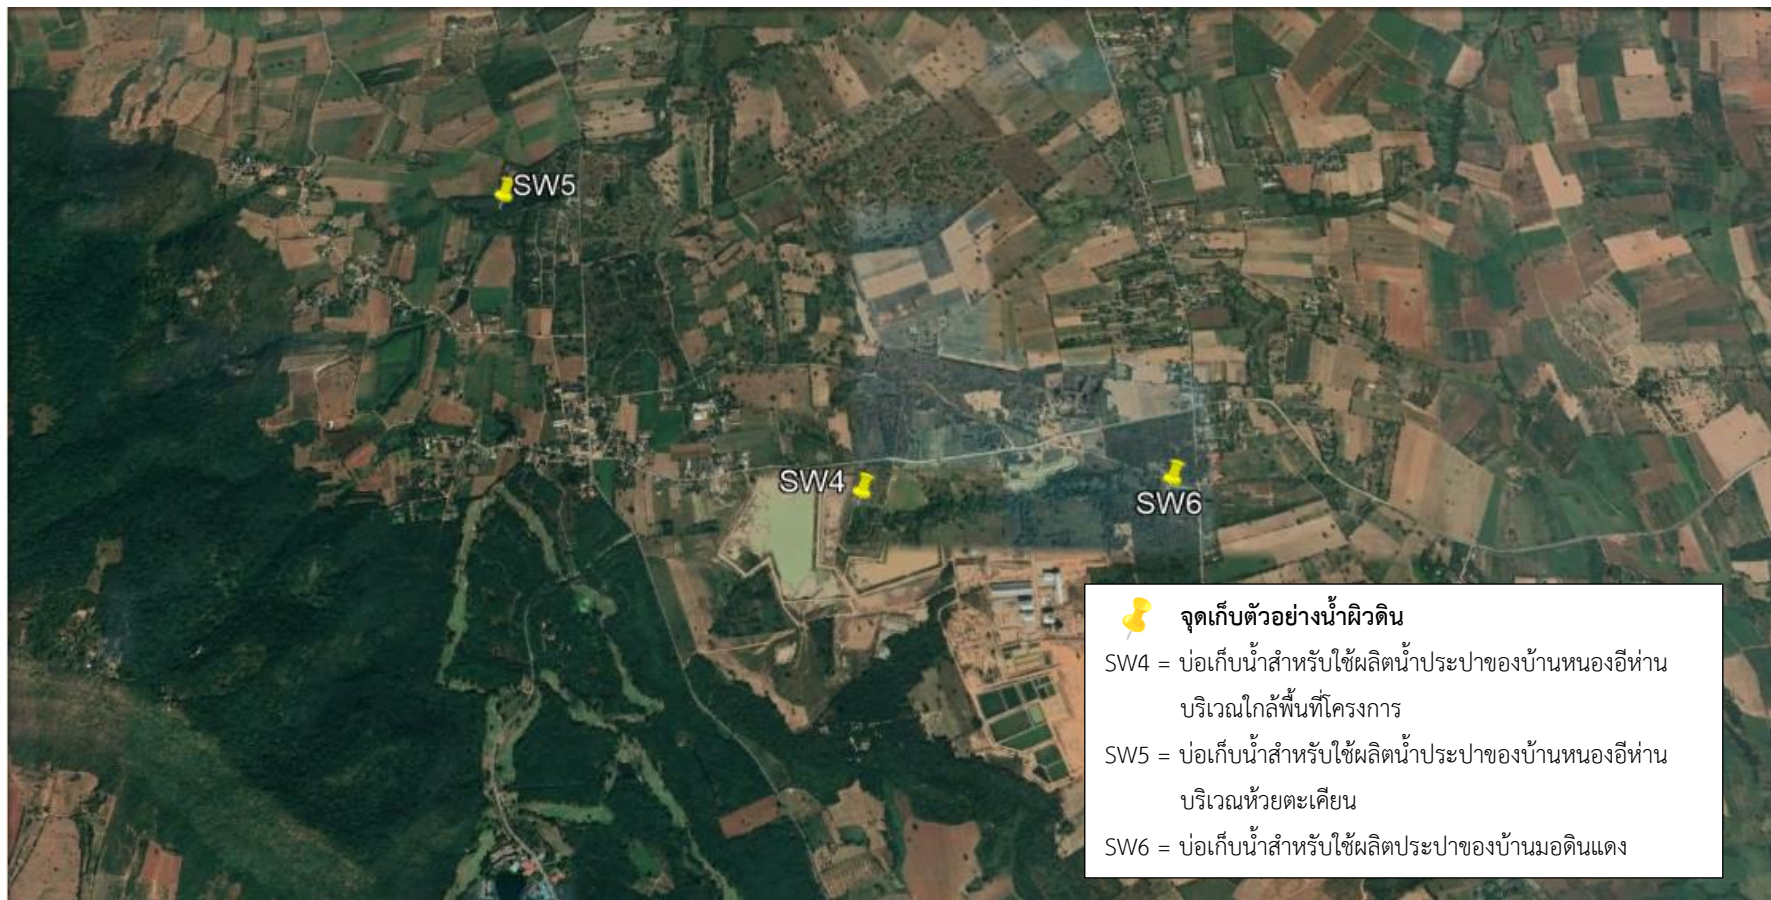 SW5
SW4
SW6
จุดเก็บตัวอย่างน้ำผิวดิน
SW4 = บ่อเก็บน้ำสำหรับใช้ผลิตน้ำประปาของบ้านหนองอีห่าน
บริเวณใกล้พื้นที่โครงการ
SW5 = บ่อเก็บน้ำสำหรับใช้ผลิตน้ำประปาของบ้านหนองอีห่าน
บริเวณห้วยตะเคียน
SW6 = บ่อเก็บน้ำสำหรับใช้ผลิตประปาของบ้านมอดินแดง